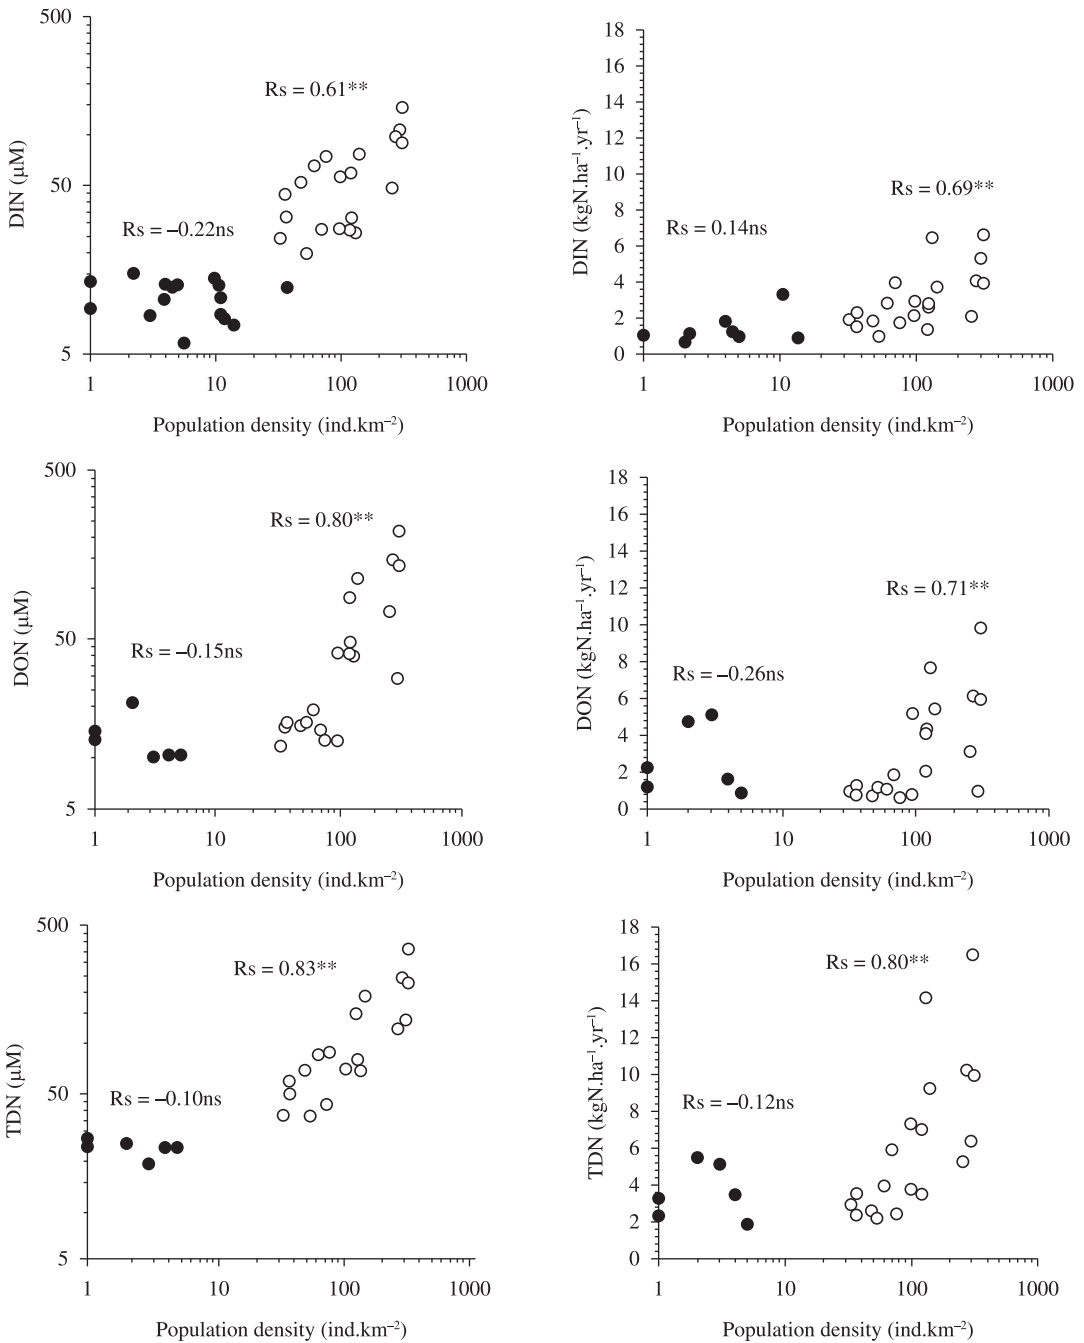 500
50
5
DIN (µM)
Rs = 0.61**
Rs = –0.22ns
1 10 100 1000
Population density (ind.km–2)
18
16
14
12
10
8
6
4
2
0
DIN (kgN.ha–1.yr–1)
Rs = 0.69**
Rs = 0.14ns
1 10 100 1000
Population density (ind.km–2)
500
50
5
DON (µM)
Rs = 0.80**
Rs = –0.15ns
1 10 100 1000
Population density (ind.km–2)
18
16
14
12
10
8
6
4
2
0
DON (kgN.ha–1.yr–1)
Rs = 0.71**
Rs = –0.26ns
1 10 100 1000
Population density (ind.km–2)
500
50
5
TDN (µM)
Rs = 0.83**
Rs = –0.10ns
1 10 100 1000
Population density (ind.km–2)
18
16
14
12
10
8
6
4
2
0
TDN (kgN.ha–1.yr–1)
Rs = 0.80**
Rs = –0.12ns
1 10 100 1000
Population density (ind.km–2)